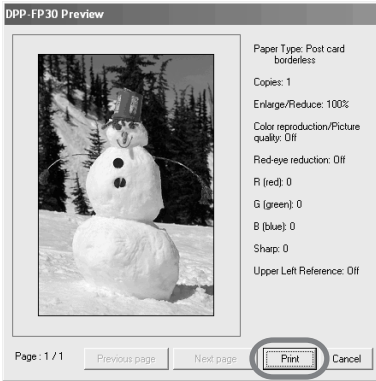 DPP-FP30 Preview
Paper Type: Post card
borderless
Copies: 1
Enlarge/Reduce: 100%
Color reproduction/Picture
quality: Off
Red-eye reduction: Off
R (red): 0
G (green): 0
B (blue): 0
Sharp: 0
Upper Left Reference: Off
Page : 1 / 1 Previous page Next page Print Cancel